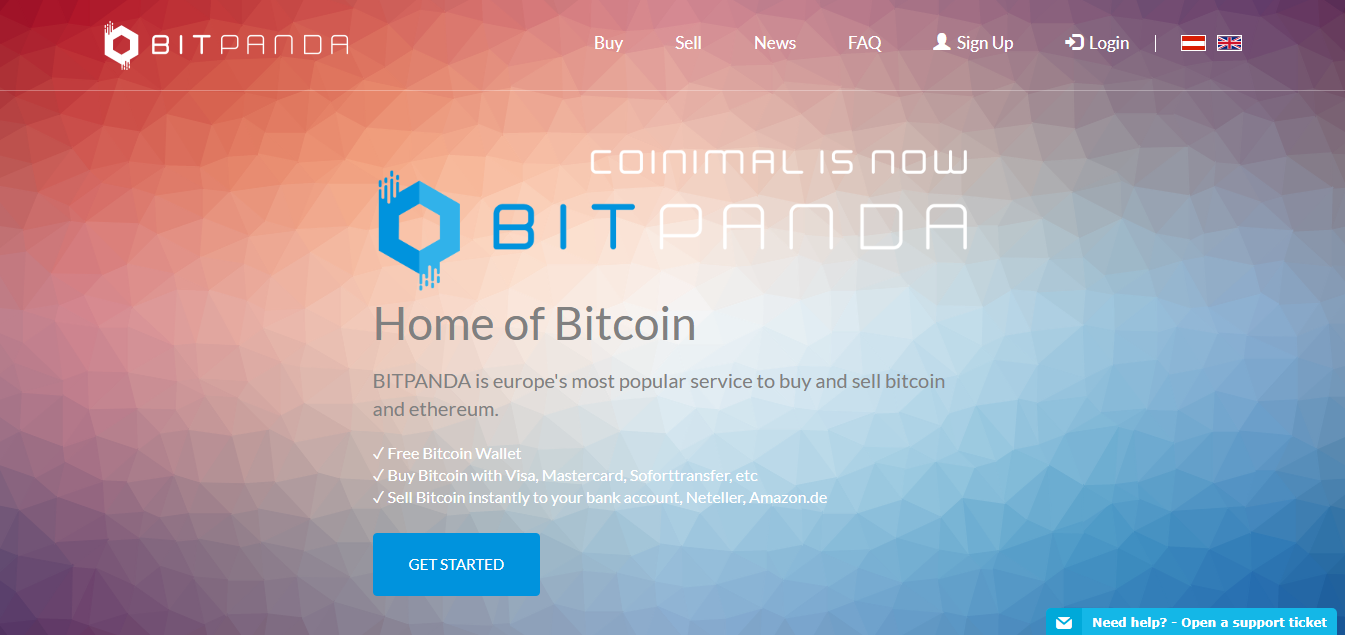 BITPANDA
Buy
Sell
News
FAQ
Sign Up
Login
COINIMAL IS NOW
BITPANDA
Home of Bitcoin
BITPANDA is europe's most popular service to buy and sell bitcoin
and ethereum.
✓ Free Bitcoin Wallet
✓ Buy Bitcoin with Visa, Mastercard, Soforttransfer, etc
✓ Sell Bitcoin instantly to your bank account, Neteller, Amazon.de
GET STARTED
Need help? - Open a support ticket